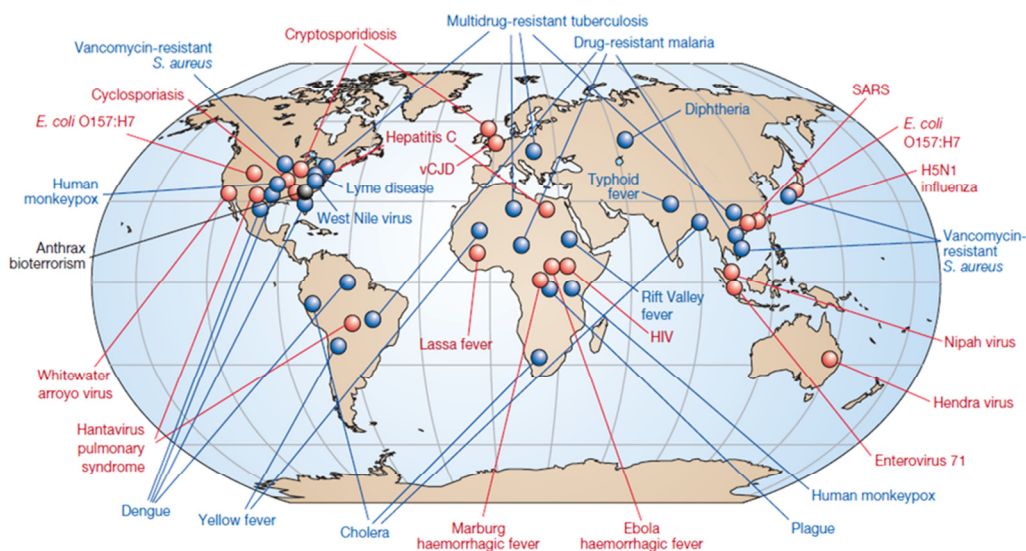 Multidrug-resistant tuberculosis
Cryptosporidiosis
Drug-resistant malaria
Vancomycin-resistant
S. aureus
SARS
Cyclosporiasis
E. coli
O157:H7
E. coli O157:H7
Hepatitis C
Diphtheria
vCJD
H5N1
influenza
Human
monkeypox
Lyme disease
Typhoid
fever
West Nile virus
Anthrax
bioterrorism
Vancomycin-
resistant
S. aureus
Rift Valley
fever
HIV
Lassa fever
Nipah virus
Whitewater
arroyo virus
Hendra virus
Hantavirus
pulmonary
syndrome
Enterovirus 71
Dengue
Yellow fever
Cholera
Marburg
haemorrhagic fever
Ebola
haemorrhagic fever
Human monkeypox
Plague